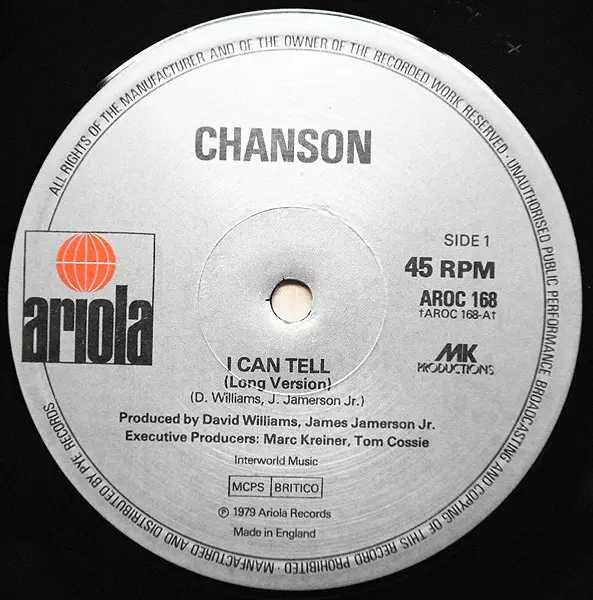 ALL RIGHTS OF THE MANUFACTURER AND OF THE OWNER OF THE RECORDED WORK RESERVED · UNAUTHORISED PUBLIC PERFORMANCE BROADCASTING AND COPYING OF THIS RECORD PROHIBITED · MANUFACTURED AND DISTRIBUTED BY PYE RECORDS
CHANSON
SIDE 1
45 RPM
AROC 168
†AROC 168-A†
ariola
MK
PRODUCTIONS
I CAN TELL
(Long Version)
(D. Williams, J. Jamerson Jr.)
Produced by David Williams, James Jamerson Jr.
Executive Producers: Marc Kreiner, Tom Cossie
Interworld Music
MCPS BRITICO
℗ 1979 Ariola Records
Made in England